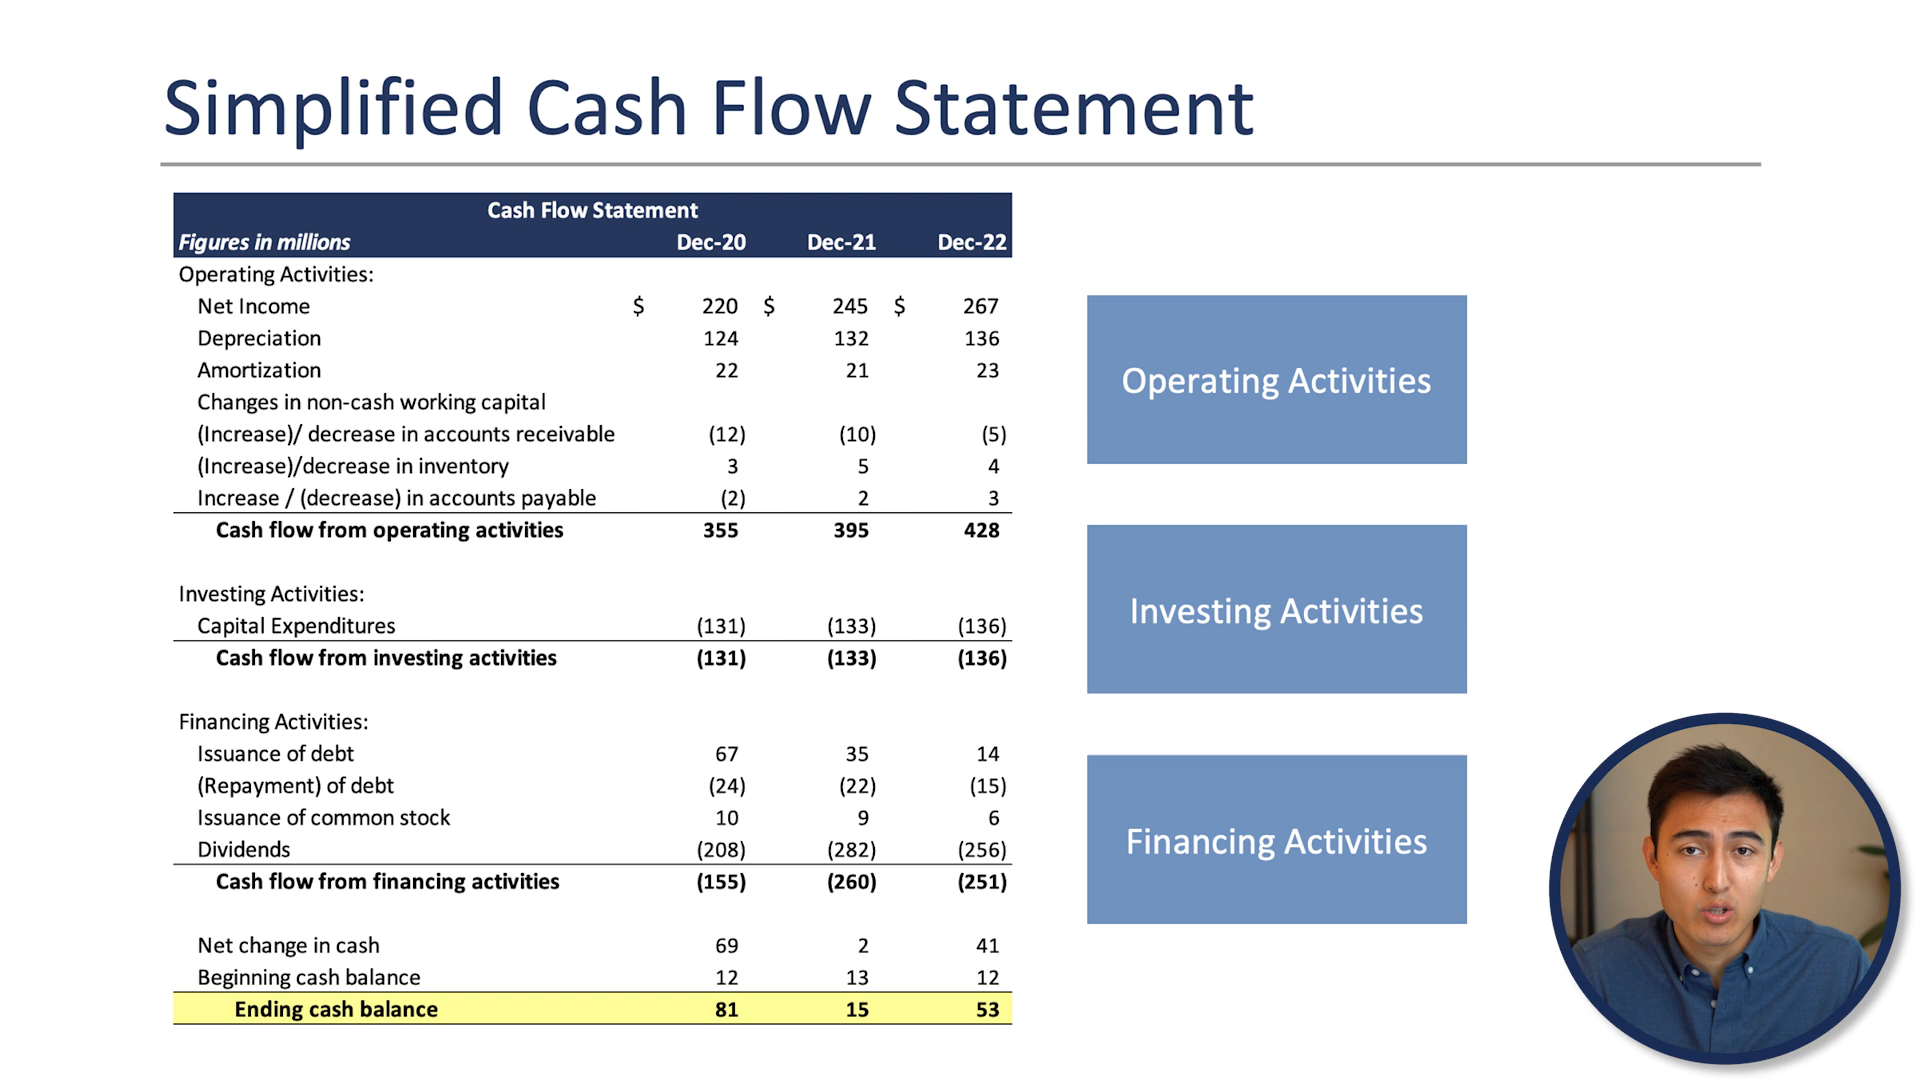 Simplified Cash Flow Statement
Cash Flow Statement
Figures in millions Dec-20 Dec-21 Dec-22
Operating Activities:
Net Income $ 220 $ 245 $ 267
Depreciation 124 132 136
Amortization 22 21 23
Changes in non-cash working capital
(Increase)/ decrease in accounts receivable (12) (10) (5)
(Increase)/decrease in inventory 3 5 4
Increase / (decrease) in accounts payable (2) 2 3
Cash flow from operating activities 355 395 428
Investing Activities:
Capital Expenditures (131) (133) (136)
Cash flow from investing activities (131) (133) (136)
Financing Activities:
Issuance of debt 67 35 14
(Repayment) of debt (24) (22) (15)
Issuance of common stock 10 9 6
Dividends (208) (282) (256)
Cash flow from financing activities (155) (260) (251)
Net change in cash 69 2 41
Beginning cash balance 12 13 12
Ending cash balance 81 15 53
Operating Activities
Investing Activities
Financing Activities